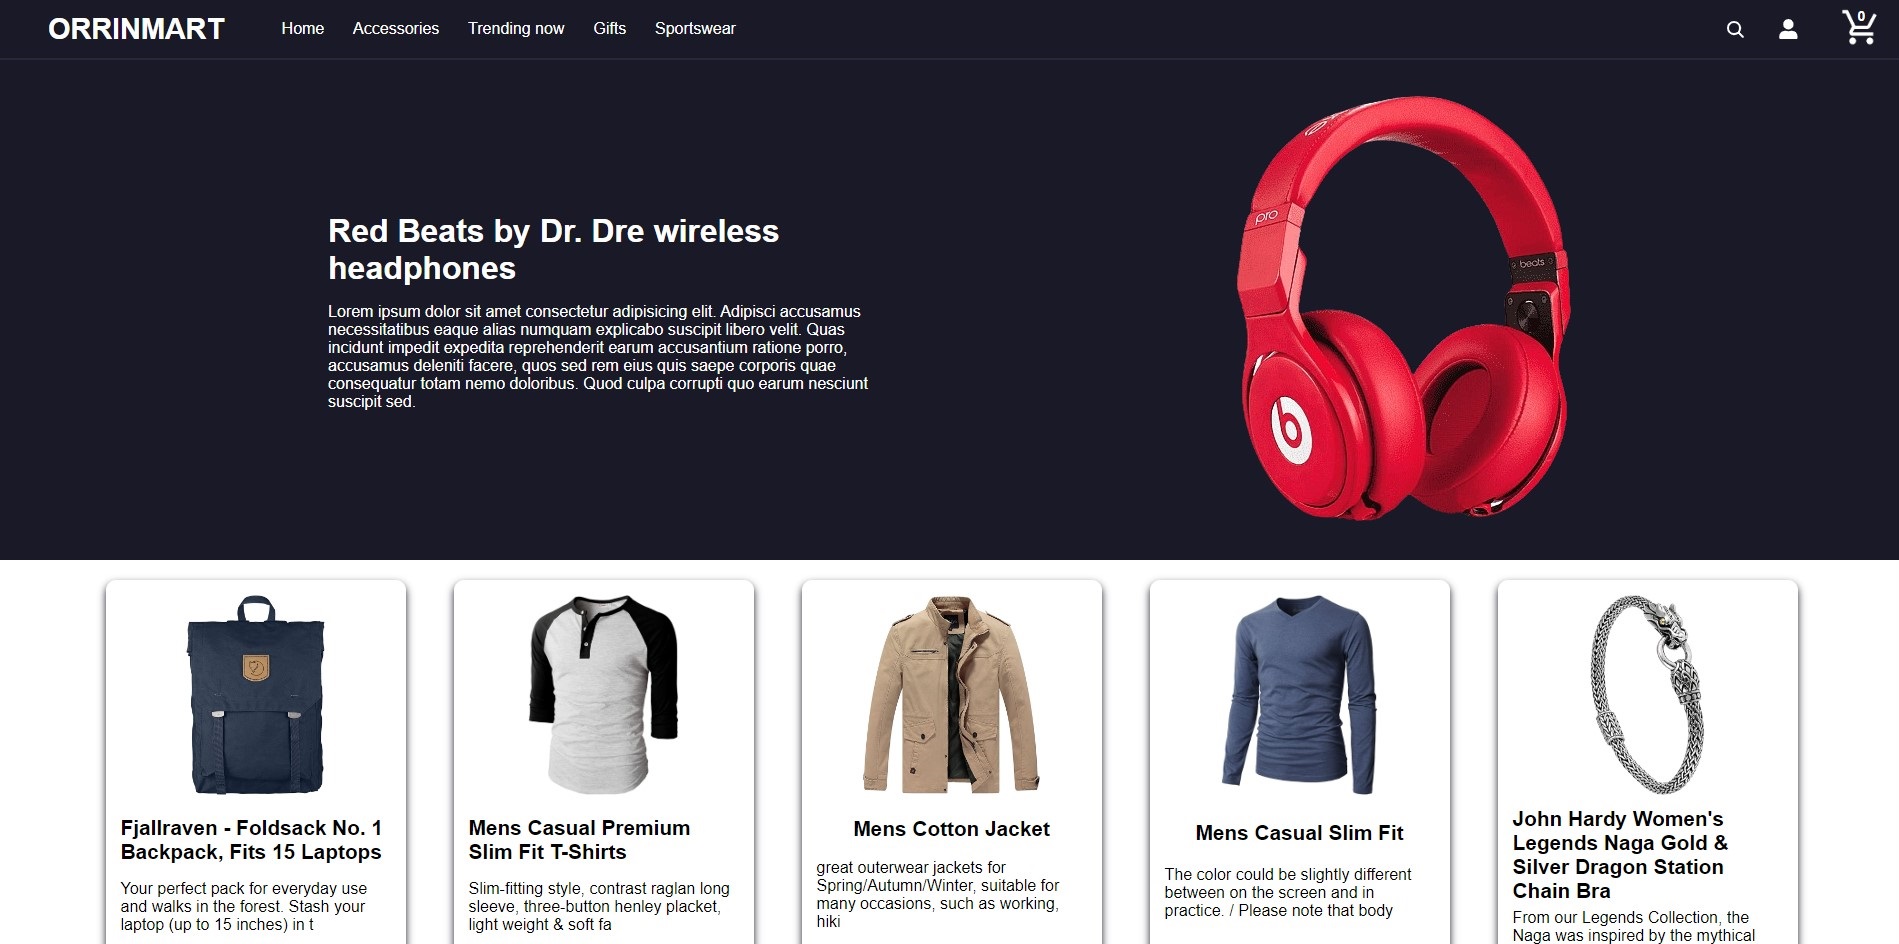 ORRINMART
Home Accessories Trending now Gifts Sportswear
0
Red Beats by Dr. Dre wireless
headphones
Lorem ipsum dolor sit amet consectetur adipisicing elit. Adipisci accusamus
necessitatibus eaque alias numquam explicabo suscipit libero velit. Quas
incidunt impedit expedita reprehenderit earum accusantium ratione porro,
accusamus deleniti facere, quos sed rem eius quis saepe corporis quae
consequatur totam nemo doloribus. Quod culpa corrupti quo earum nesciunt
suscipit sed.
pro
beats
b
Fjallraven - Foldsack No. 1
Backpack, Fits 15 Laptops
Your perfect pack for everyday use
and walks in the forest. Stash your
laptop (up to 15 inches) in t
Mens Casual Premium
Slim Fit T-Shirts
Slim-fitting style, contrast raglan long
sleeve, three-button henley placket,
light weight & soft fa
Mens Cotton Jacket
great outerwear jackets for
Spring/Autumn/Winter, suitable for
many occasions, such as working,
hiki
Mens Casual Slim Fit
The color could be slightly different
between on the screen and in
practice. / Please note that body
John Hardy Women's
Legends Naga Gold &
Silver Dragon Station
Chain Bra
From our Legends Collection, the
Naga was inspired by the mythical